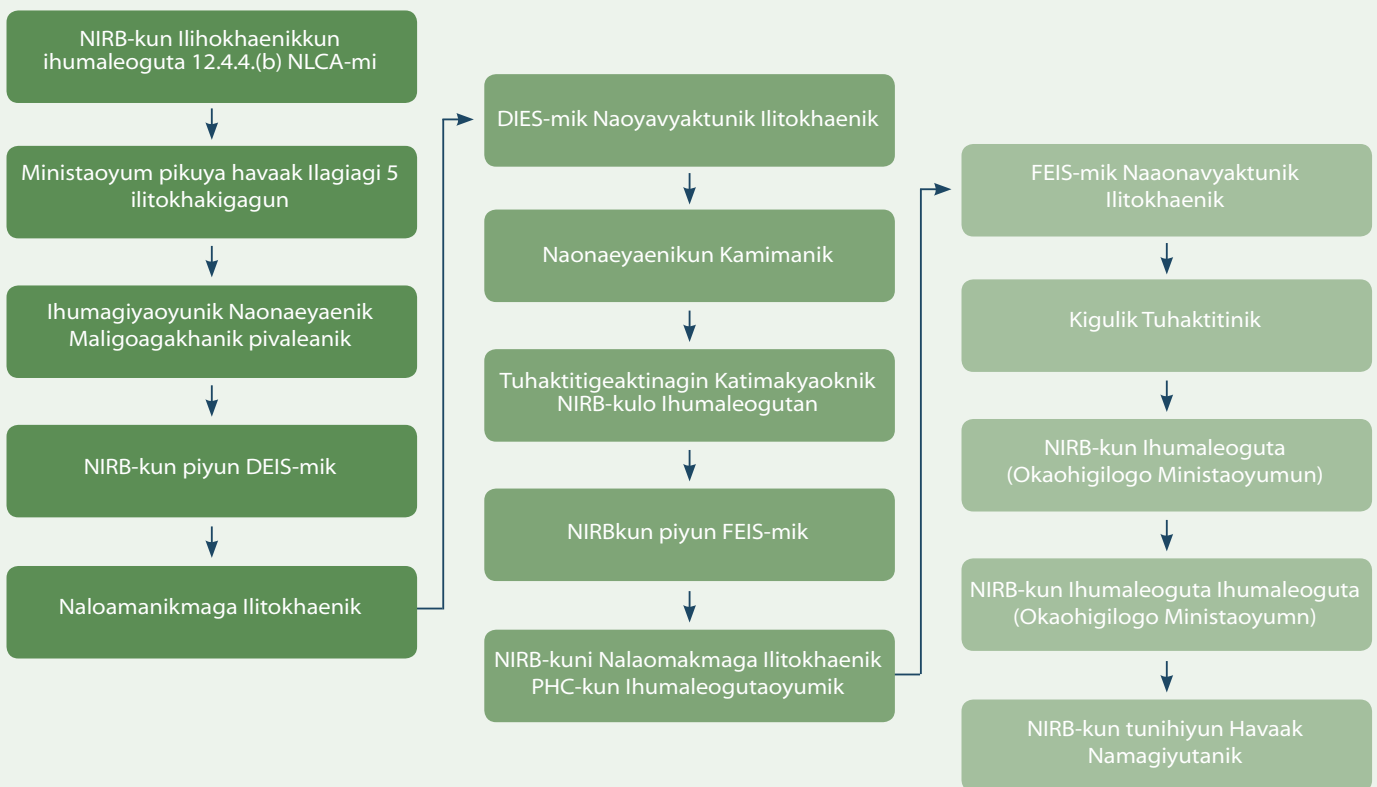 NIRB-kun Ilihokhaenikkun
ihumaleoguta 12.4.4.(b) NLCA-mi
Ministaoyum pikuya havaak Ilagiagi 5
ilitokhakigagun
Ihumagiyaoyunik Naonaeyaenik
Maligoagakhanik pivaleanik
NIRB-kun piyun DEIS-mik
Naloamanikmaga Ilitokhaenik
DIES-mik Naoyavyaktunik Ilitokhaenik
Naonaeyaenikun Kamimanik
Tuhaktitigeaktinagin Katimakyaoknik
NIRB-kulo Ihumaleogutan
NIRBkun piyun FEIS-mik
NIRB-kuni Nalaomakmaga Ilitokhaenik
PHC-kun Ihumaleogutaoyumik
FEIS-mik Naaonavyaktunik
Ilitokhaenik
Kigulik Tuhaktitinik
NIRB-kun Ihumaleoguta
(Okaohigilogo Ministaoyumun)
NIRB-kun Ihumaleoguta Ihumaleoguta
(Okaohigilogo Ministaoyumn)
NIRB-kun tunihiyun Havaak
Namagiyutanik